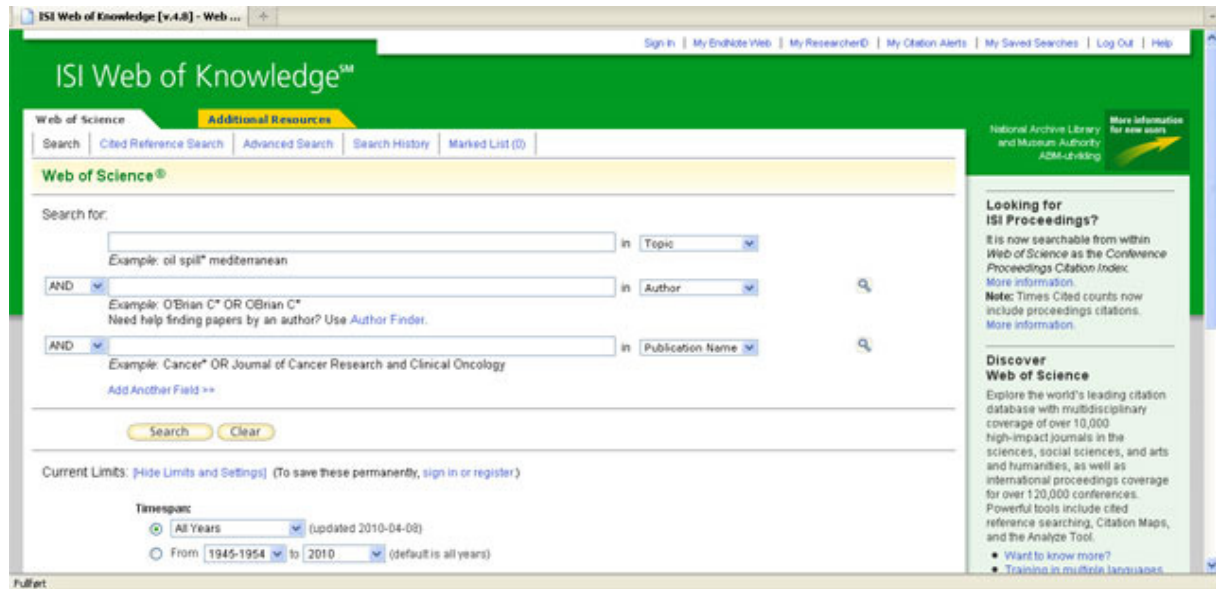 ISI Web of Knowledge [v.4.8] - Web ...
Sign In | My EndNote Web | My ResearcherID | My Citation Alerts | My Saved Searches | Log Out | Help
ISI Web of Knowledge℠
Web of Science Additional Resources
Search | Cited Reference Search | Advanced Search | Search History | Marked List (0)
National Archive Library
and Museum Authority
ABM-utvikling
More information
for new users
Web of Science®
Search for:
in Topic
Example: oil spill* mediterranean
AND in Author
Example: O'Brian C* OR OBrian C*
Need help finding papers by an author? Use Author Finder.
AND in Publication Name
Example: Cancer* OR Journal of Cancer Research and Clinical Oncology
Add Another Field >>
Search Clear
Current Limits: [Hide Limits and Settings] (To save these permanently, sign in or register.)
Timespan:
All Years (updated 2010-04-08)
From 1945-1954 to 2010 (default is all years)
Looking for
ISI Proceedings?
It is now searchable from within
Web of Science as the Conference
Proceedings Citation Index.
More information.
Note: Times Cited counts now
include proceedings citations.
More information.
Discover
Web of Science
Explore the world's leading citation
database with multidisciplinary
coverage of over 10,000
high-impact journals in the
sciences, social sciences, and arts
and humanities, as well as
international proceedings coverage
for over 120,000 conferences.
Powerful tools include cited
reference searching, Citation Maps,
and the Analyze Tool.
Want to know more?
Training in multiple languages
Fullført